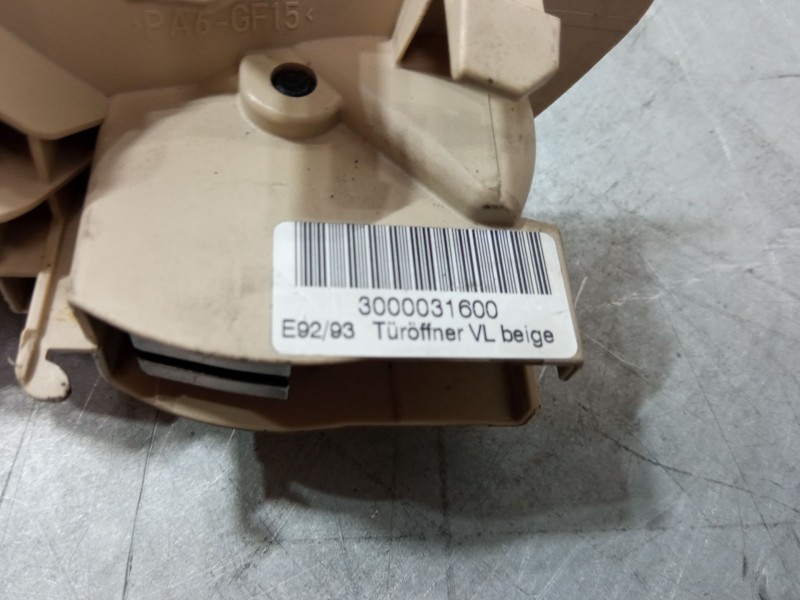 >PA6-GF15<
3000031600
E92/93 Türöffner VL beige